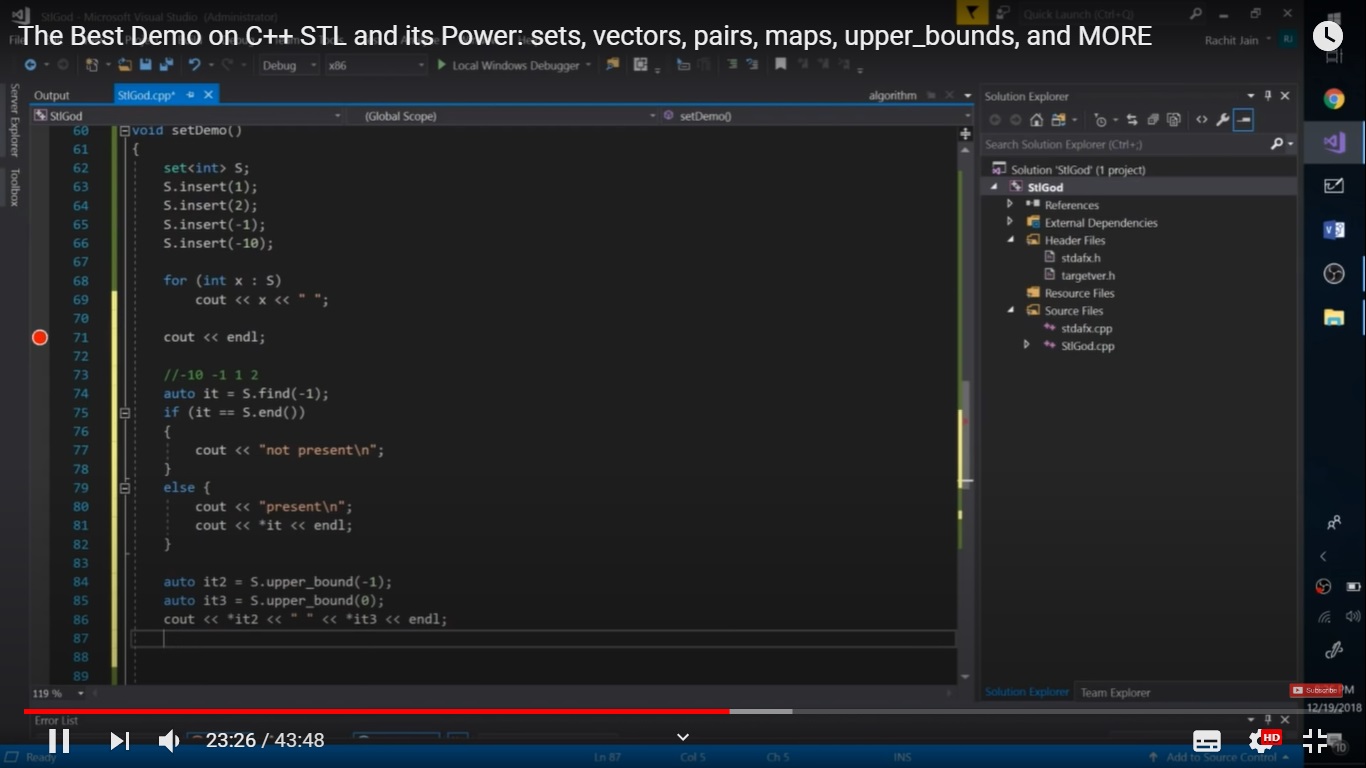 StlGod - Microsoft Visual Studio (Administrator)
Quick Launch (Ctrl+Q)
The Best Demo on C++ STL and its Power: sets, vectors, pairs, maps, upper_bounds, and MORE
Rachit Jain
RJ
Debug
x86
Local Windows Debugger
Server Explorer
Toolbox
Output
StlGod.cpp*
algorithm
StlGod
(Global Scope)
setDemo()
60 void setDemo()
61 {
62 set<int> S;
63 S.insert(1);
64 S.insert(2);
65 S.insert(-1);
66 S.insert(-10);
67
68 for (int x : S)
69 cout << x << " ";
70
71 cout << endl;
72
73 //-10 -1 1 2
74 auto it = S.find(-1);
75 if (it == S.end())
76 {
77 cout << "not present\n";
78 }
79 else {
80 cout << "present\n";
81 cout << *it << endl;
82 }
83
84 auto it2 = S.upper_bound(-1);
85 auto it3 = S.upper_bound(0);
86 cout << *it2 << " " << *it3 << endl;
87
88
89
119 %
Solution Explorer
Search Solution Explorer (Ctrl+;)
Solution 'StlGod' (1 project)
StlGod
References
External Dependencies
Header Files
stdafx.h
targetver.h
Resource Files
Source Files
stdafx.cpp
StlGod.cpp
Solution Explorer
Team Explorer
Subscribe
PM
12/19/2018
Error List
23:26 / 43:48
HD
10
Ready
Ln 87
Col 5
Ch 5
INS
Add to Source Control